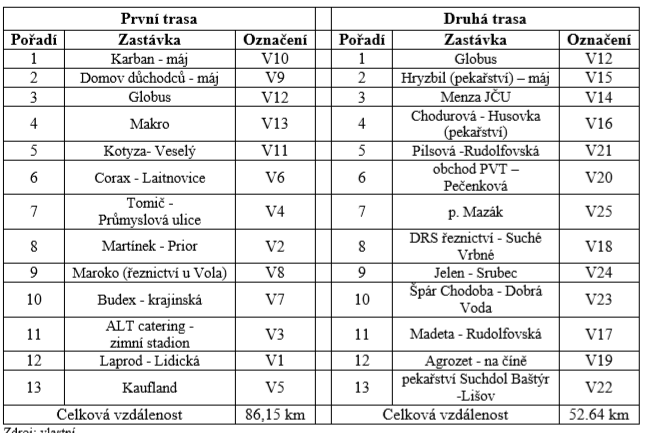 První trasa Druhá trasa
Pořadí Zastávka Označení Pořadí Zastávka Označení
1 Karban - máj V10 1 Globus V12
2 Domov důchodců - máj V9 2 Hryzbil (pekařství) – máj V15
3 Globus V12 3 Menza JČU V14
4 Makro V13 4 Chodurová - Husovka (pekařství) V16
5 Kotyza- Veselý V11 5 Pilsová -Rudolfovská V21
6 Corax - Laitnovice V6 6 obchod PVT – Pečenková V20
7 Tomič - Průmyslová ulice V4 7 p. Mazák V25
8 Martínek - Prior V2 8 DRS řeznictví - Suché Vrbné V18
9 Maroko (řeznictví u Vola) V8 9 Jelen - Srubec V24
10 Budex - krajinská V7 10 Špár Chodoba - Dobrá Voda V23
11 ALT catering - zimní stadion V3 11 Madeta - Rudolfovská V17
12 Laprod - Lidická V1 12 Agrozet - na číně V19
13 Kaufland V5 13 pekařství Suchdol Baštýr -Lišov V22
Celková vzdálenost 86,15 km Celková vzdálenost 52.64 km
Zdroj: vlastní